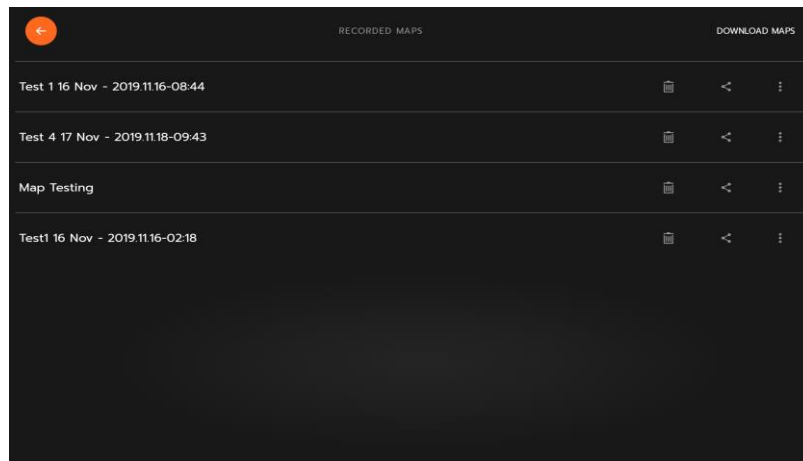 RECORDED MAPS
DOWNLOAD MAPS
Test 1 16 Nov - 2019.11.16-08:44
Test 4 17 Nov - 2019.11.18-09:43
Map Testing
Test1 16 Nov - 2019.11.16-02:18